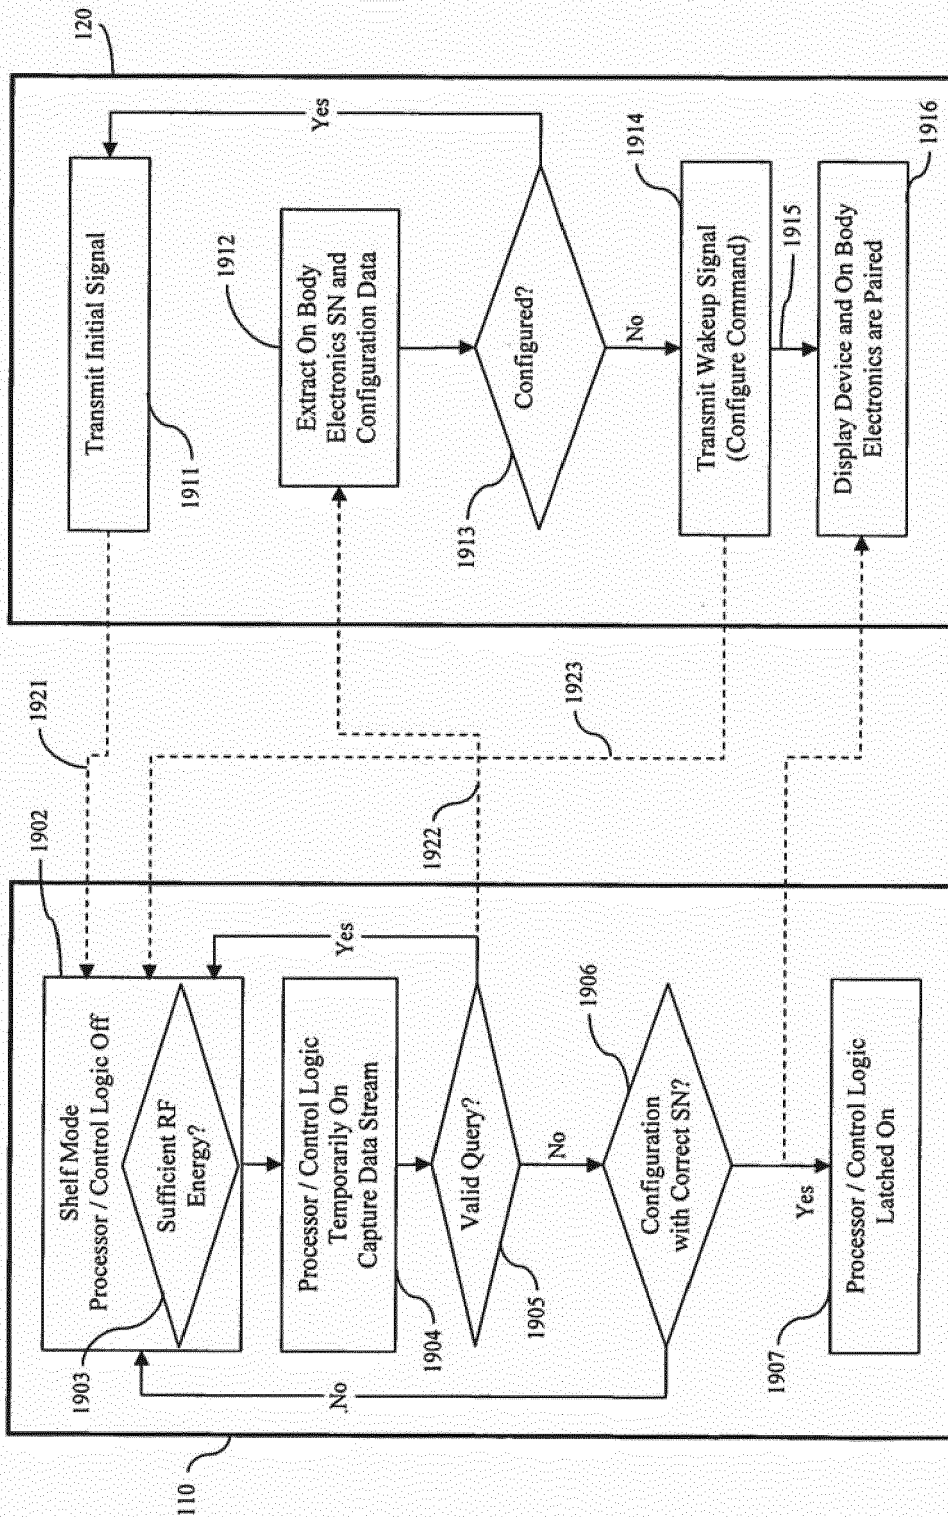 110
1902
Shelf Mode
Processor / Control Logic Off
Sufficient RF
Energy?
1903
Processor / Control Logic
Temporarily On
Capture Data Stream
1904
Valid Query?
1905
Yes
No
Configuration
with Correct SN?
1906
.No
Yes
Processor / Control Logic
Latched On
1907
1921
1922
1923
120
Transmit Initial Signal
1911
Extract On Body
Electronics SN and
Configuration Data
1912
Configured?
1913
Yes
No
Transmit Wakeup Signal
(Configure Command)
1914
1915
Display Device and On Body
Electronics are Paired
1916